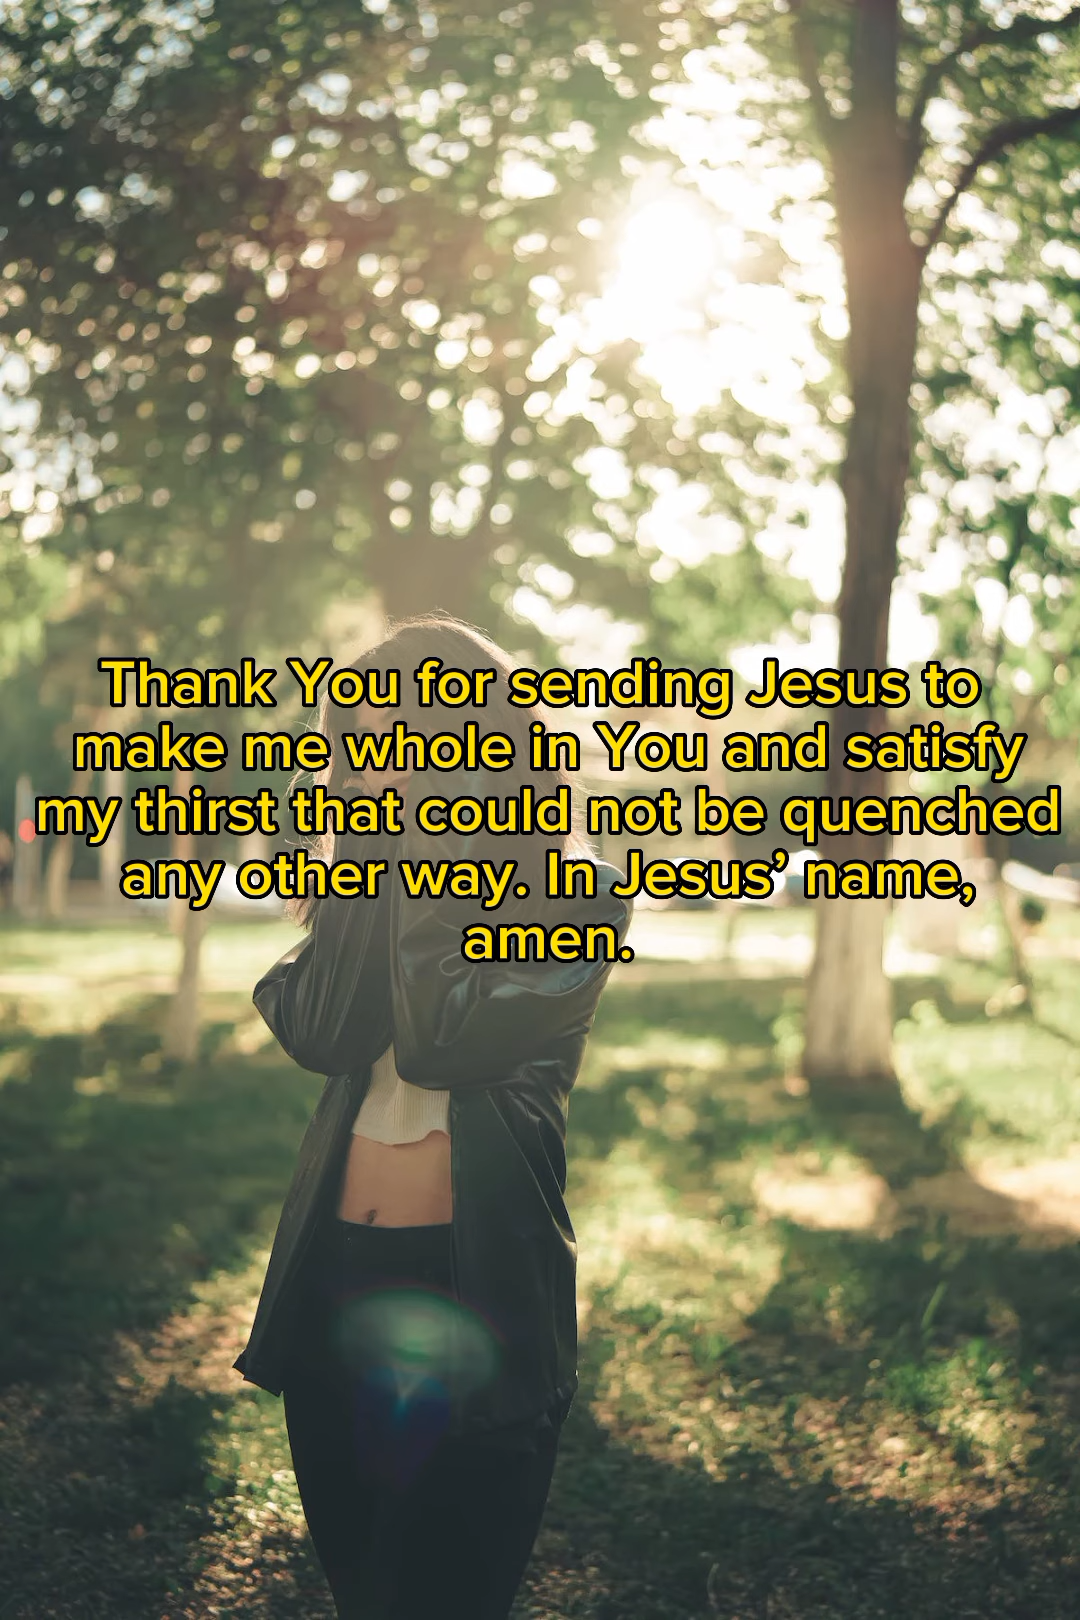 Thank You for sending Jesus to
make me whole in You and satisfy
my thirst that could not be quenched
any other way. In Jesus’ name,
amen.